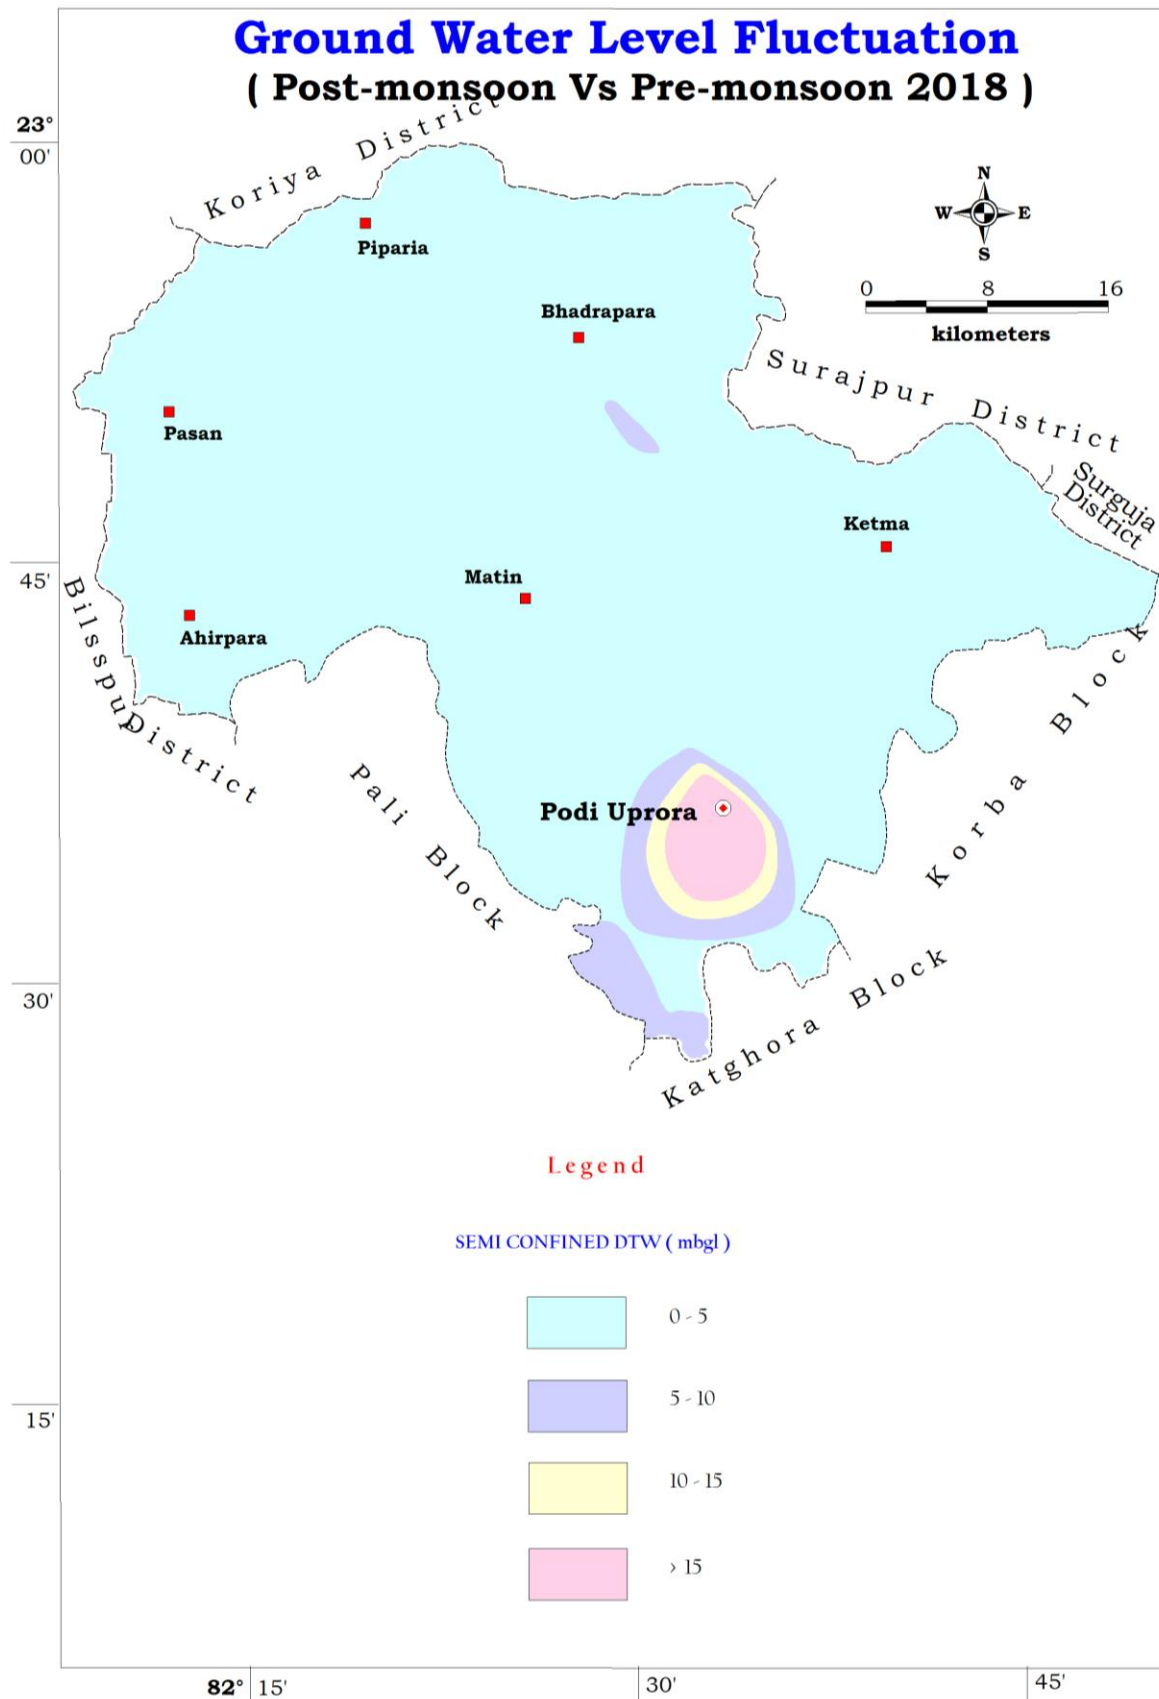 Ground Water Level Fluctuation
( Post-monsoon Vs Pre-monsoon 2018 )
23°
00'
Koriya District
N
W E
S
Piparia
0 8 16
kilometers
Bhadrapara
Surajpur District
Pasan
Surguja
District
Ketma
45'
Matin
Bilsspur
District
Ahirpara
Korba Block
Pali Block
Podi Uprora
Katghora Block
30'
Legend
SEMI CONFINED DTW ( mbgl )
0 - 5
5 - 10
15'
10 - 15
> 15
82° 15' 30' 45'